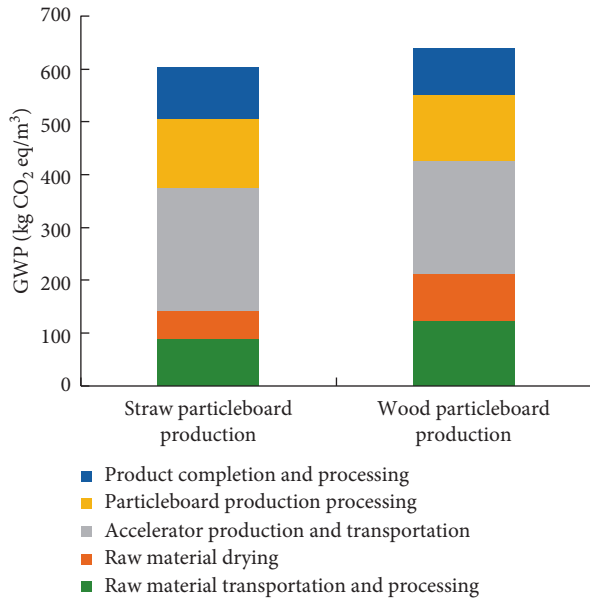 700
600
500
400
300
200
100
0
GWP (kg CO₂ eq/m³)
Straw particleboard
production
Wood particleboard
production
Product completion and processing
Particleboard production processing
Accelerator production and transportation
Raw material drying
Raw material transportation and processing